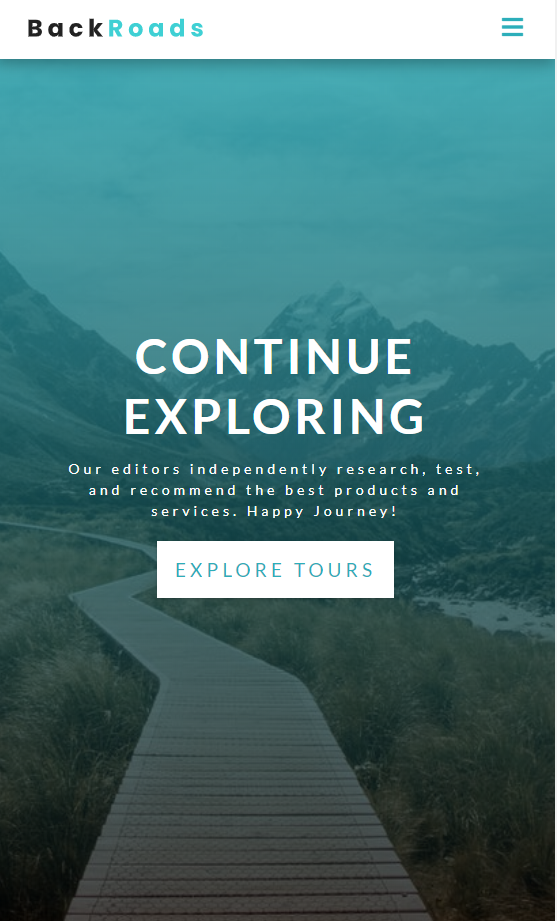 BackRoads
CONTINUE
EXPLORING
Our editors independently research, test,
and recommend the best products and
services. Happy Journey!
EXPLORE TOURS